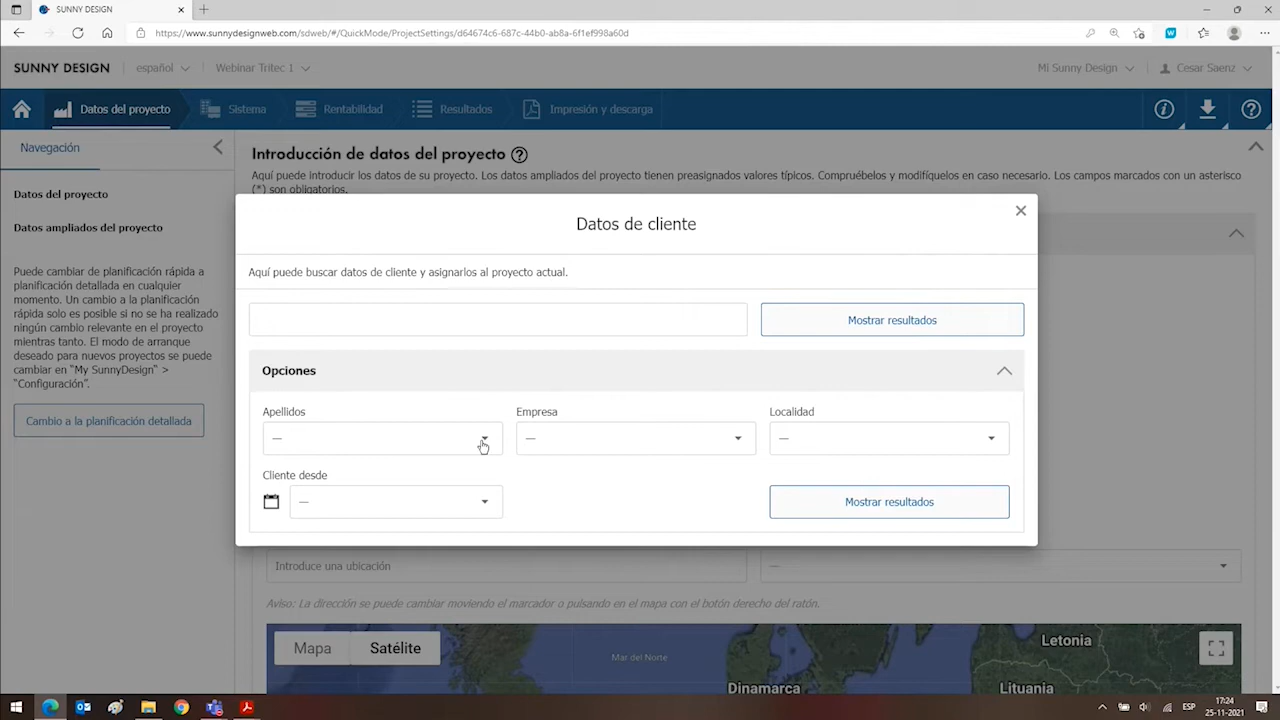 SUNNY DESIGN
https://www.sunnydesignweb.com/sdweb/#/QuickMode/ProjectSettings/d64674c6-687c-44b0-ab8a-6f1ef998a60d
SUNNY DESIGN español Webinar Tritec 1 Mi Sunny Design Cesar Saenz
Datos del proyecto Sistema Rentabilidad Resultados Impresión y descarga
Navegación
Datos del proyecto
Datos ampliados del proyecto
Puede cambiar de planificación rápida a
planificación detallada en cualquier
momento. Un cambio a la planificación
rápida solo es posible si no se ha realizado
ningún cambio relevante en el proyecto
mientras tanto. El modo de arranque
deseado para nuevos proyectos se puede
cambiar en "My SunnyDesign" >
"Configuración".
Cambio a la planificación detallada
Introducción de datos del proyecto ?
Aquí puede introducir los datos de su proyecto. Los datos ampliados del proyecto tienen preasignados valores típicos. Compruébelos y modifíquelos en caso necesario. Los campos marcados con un asterisco
(*) son obligatorios.
Datos de cliente
Aquí puede buscar datos de cliente y asignarlos al proyecto actual.
Mostrar resultados
Opciones
Apellidos Empresa Localidad
— — —
Cliente desde
— Mostrar resultados
Introduce una ubicación —
Aviso: La dirección se puede cambiar moviendo el marcador o pulsando en el mapa con el botón derecho del ratón.
Mapa Satélite
Mar del Norte
Letonia
Dinamarca
Lituania
ESP
17:24
25-11-2021